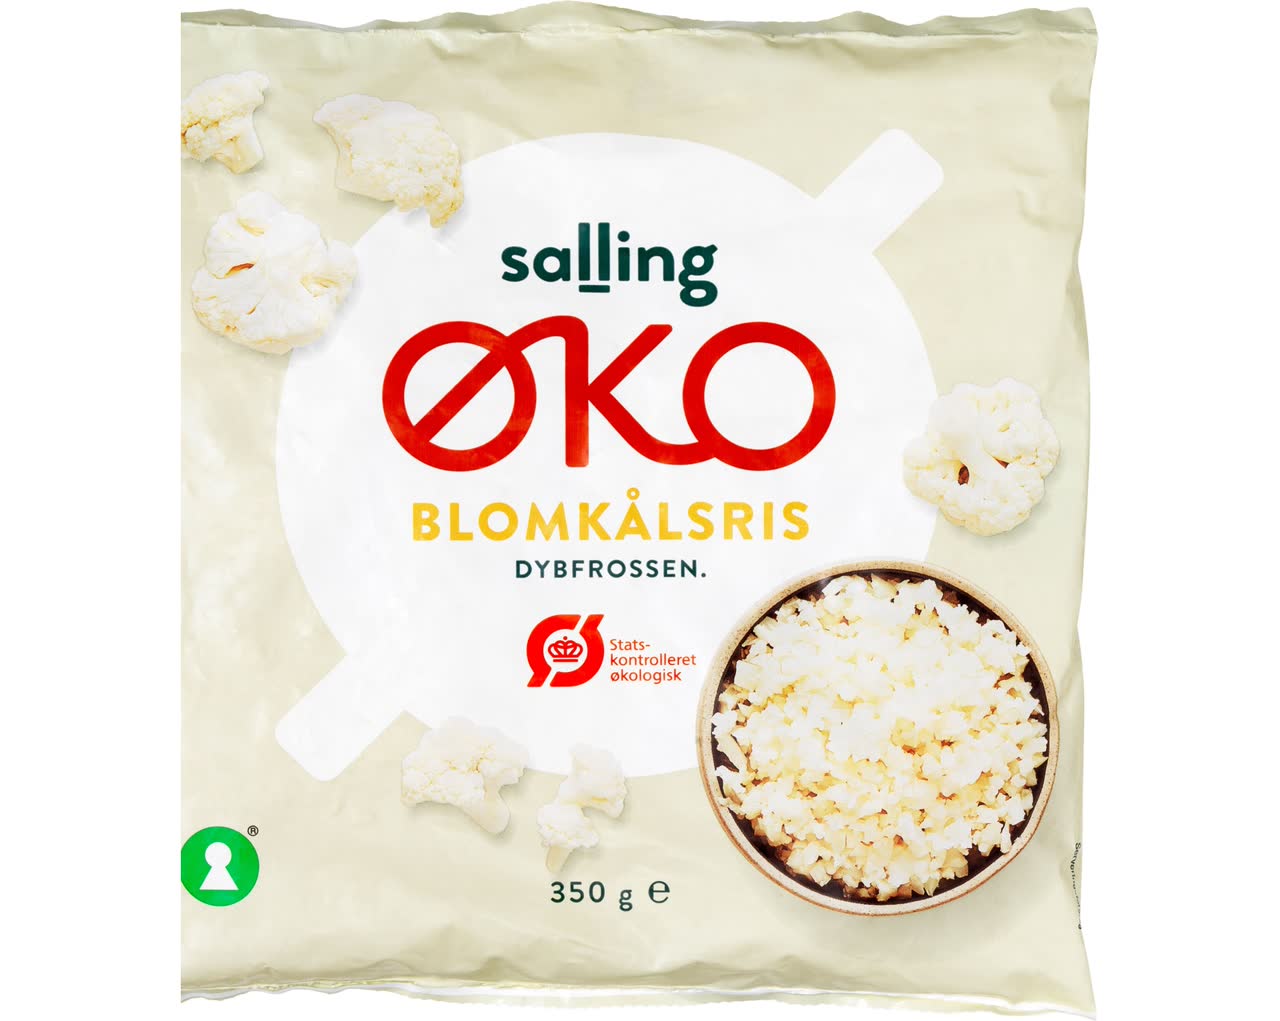 salling
ØKO
BLOMKÅLSRIS
DYBFROSSEN.
Stats-
kontrolleret
økologisk
®
350 g ℮